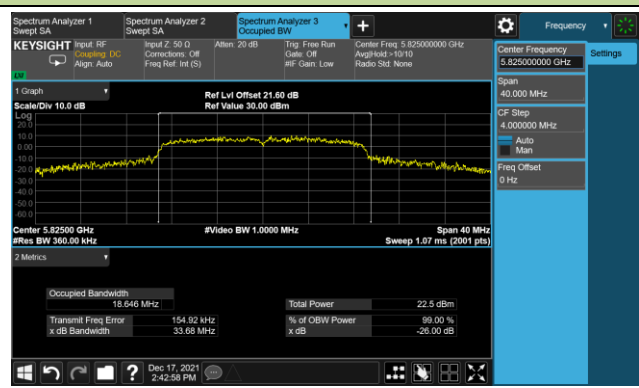 Spectrum Analyzer 1
Swept SA
Spectrum Analyzer 2
Swept SA
Spectrum Analyzer 3
Occupied BW
Frequency
KEYSIGHT
Input: RF
Coupling: DC
Align: Auto
Input Z: 50 Ω
Corrections: Off
Freq Ref: Int (S)
Atten: 20 dB
Trig: Free Run
Gate: Off
#IF Gain: Low
Center Freq: 5.825000000 GHz
Avg|Hold:>10/10
Radio Std: None
Center Frequency
5.825000000 GHz
Settings
Span
40.000 MHz
CF Step
4.000000 MHz
Auto
Man
Freq Offset
0 Hz
1 Graph
Scale/Div 10.0 dB
Ref Lvl Offset 21.60 dB
Ref Value 30.00 dBm
Log
20.0
10.0
0.00
-10.0
-20.0
-30.0
-40.0
-50.0
-60.0
Center 5.82500 GHz
#Res BW 360.00 kHz
#Video BW 1.0000 MHz
Span 40 MHz
Sweep 1.07 ms (2001 pts)
2 Metrics
Occupied Bandwidth
18.646 MHz
Total Power 22.5 dBm
Transmit Freq Error 154.92 kHz
% of OBW Power 99.00 %
x dB Bandwidth 33.68 MHz
x dB -26.00 dB
?
Dec 17, 2021
2:42:58 PM